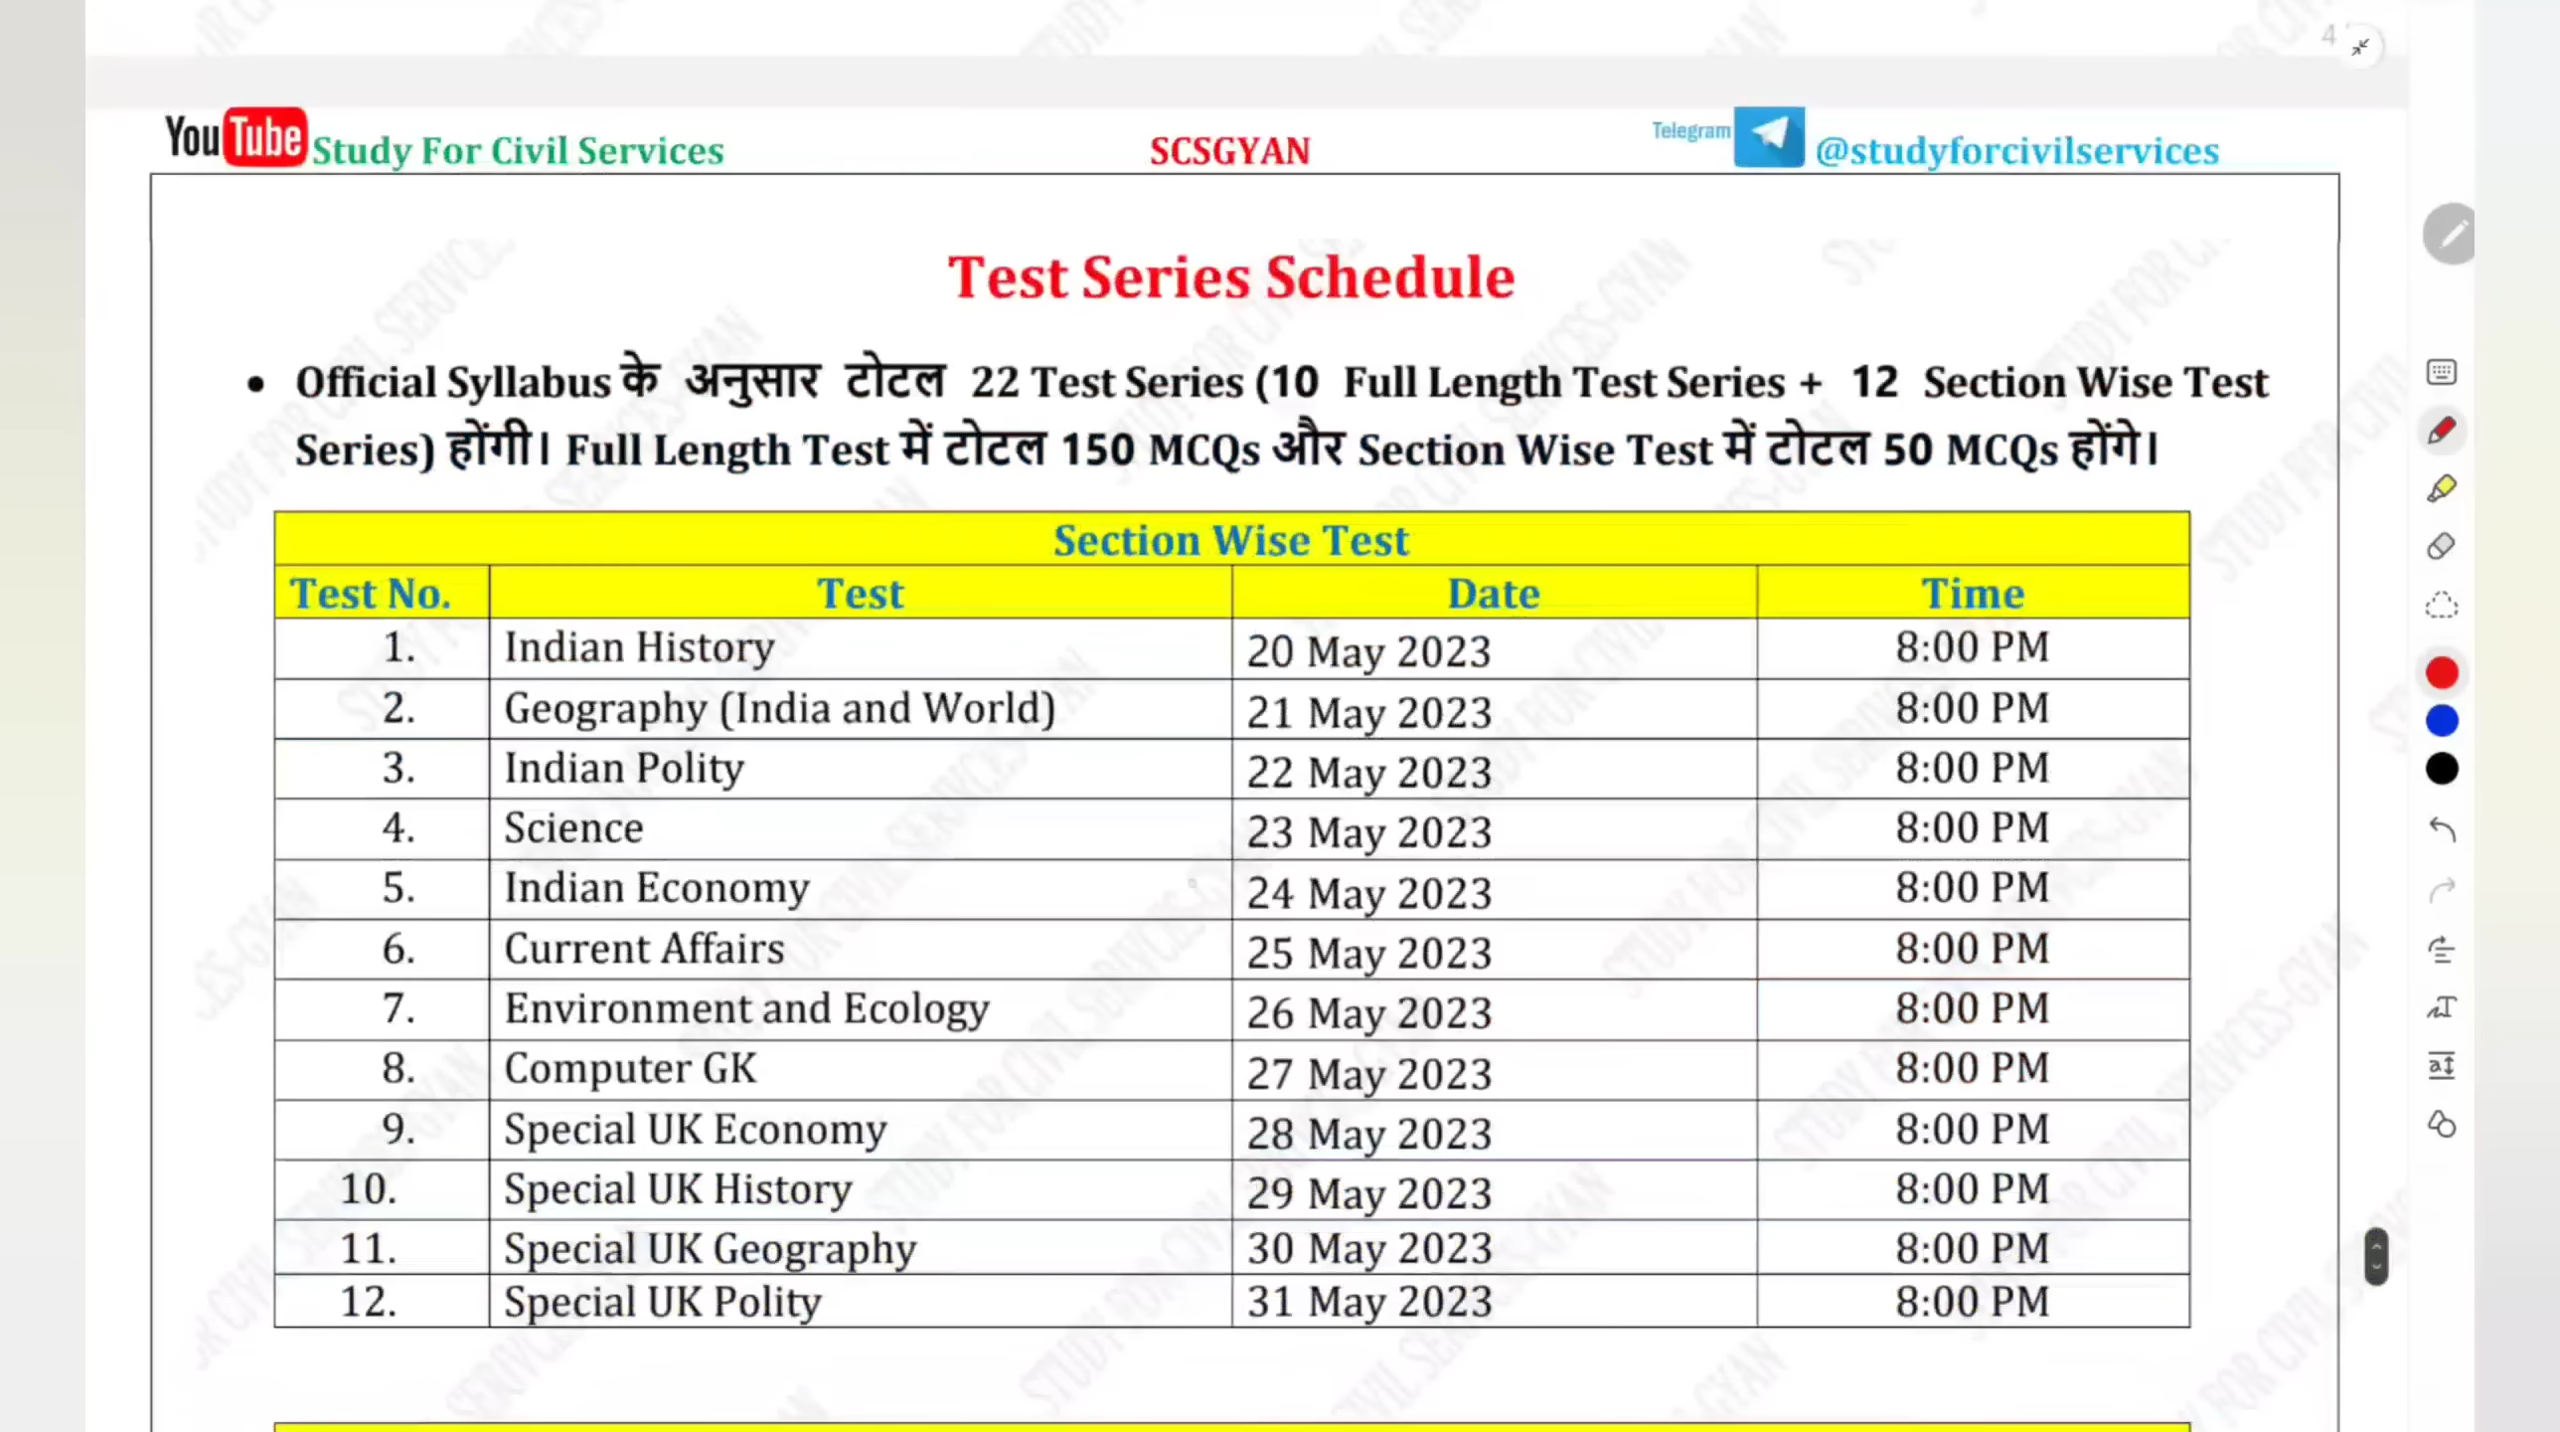 4
YouTube Study For Civil Services SCSGYAN Telegram @studyforcivilservices
Test Series Schedule
• Official Syllabus के अनुसार टोटल 22 Test Series (10 Full Length Test Series + 12 Section Wise Test
Series) होंगी। Full Length Test में टोटल 150 MCQs और Section Wise Test में टोटल 50 MCQs होंगे।
Section Wise Test
Test No. Test Date Time
1. Indian History 20 May 2023 8:00 PM
2. Geography (India and World) 21 May 2023 8:00 PM
3. Indian Polity 22 May 2023 8:00 PM
4. Science 23 May 2023 8:00 PM
5. Indian Economy 24 May 2023 8:00 PM
6. Current Affairs 25 May 2023 8:00 PM
7. Environment and Ecology 26 May 2023 8:00 PM
8. Computer GK 27 May 2023 8:00 PM
9. Special UK Economy 28 May 2023 8:00 PM
10. Special UK History 29 May 2023 8:00 PM
11. Special UK Geography 30 May 2023 8:00 PM
12. Special UK Polity 31 May 2023 8:00 PM